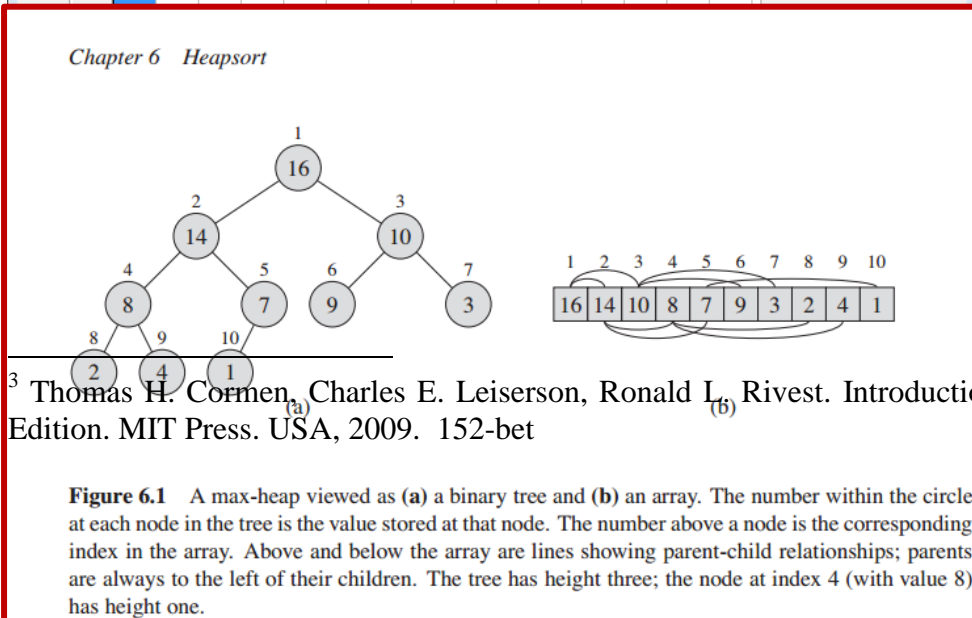 Chapter 6 Heapsort
1
16
2 3
14 10
4 5 6 7
8 7 9 3
8 9 10
2 4 1
(a)
1 2 3 4 5 6 7 8 9 10
16 14 10 8 7 9 3 2 4 1
(b)
3 Thomas H. Cormen, Charles E. Leiserson, Ronald L. Rivest. Introductio
Edition. MIT Press. USA, 2009. 152-bet
Figure 6.1 A max-heap viewed as (a) a binary tree and (b) an array. The number within the circle
at each node in the tree is the value stored at that node. The number above a node is the corresponding
index in the array. Above and below the array are lines showing parent-child relationships; parents
are always to the left of their children. The tree has height three; the node at index 4 (with value 8)
has height one.